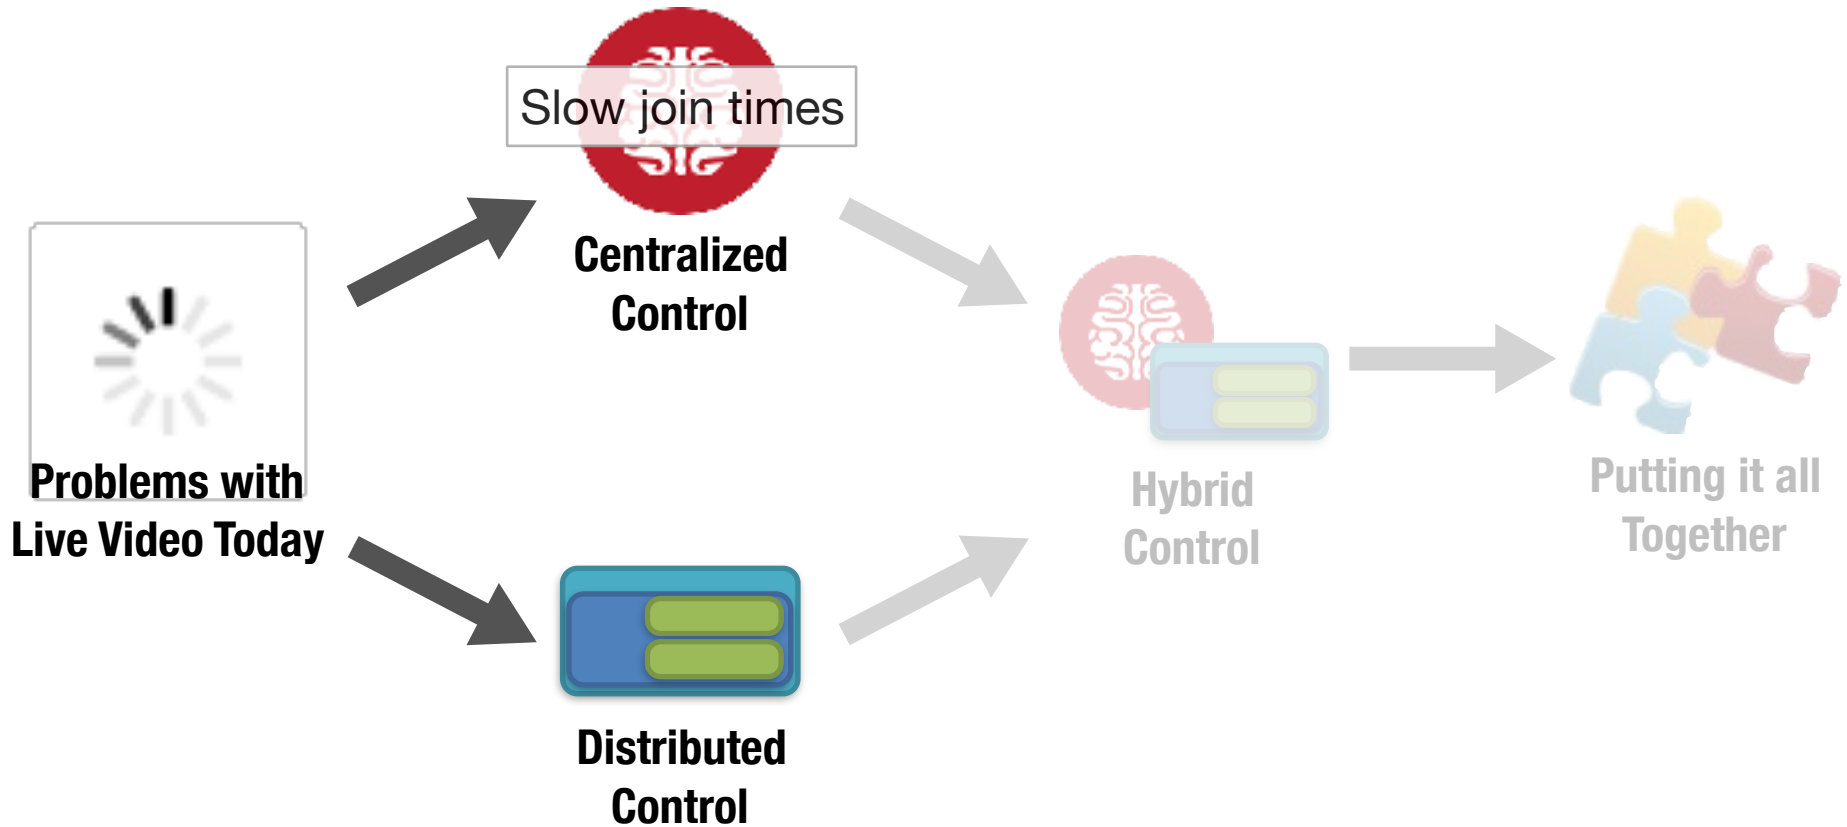 Slow join times
Centralized
Control
Problems with
Live Video Today
Distributed
Control
Hybrid
Control
Putting it all
Together